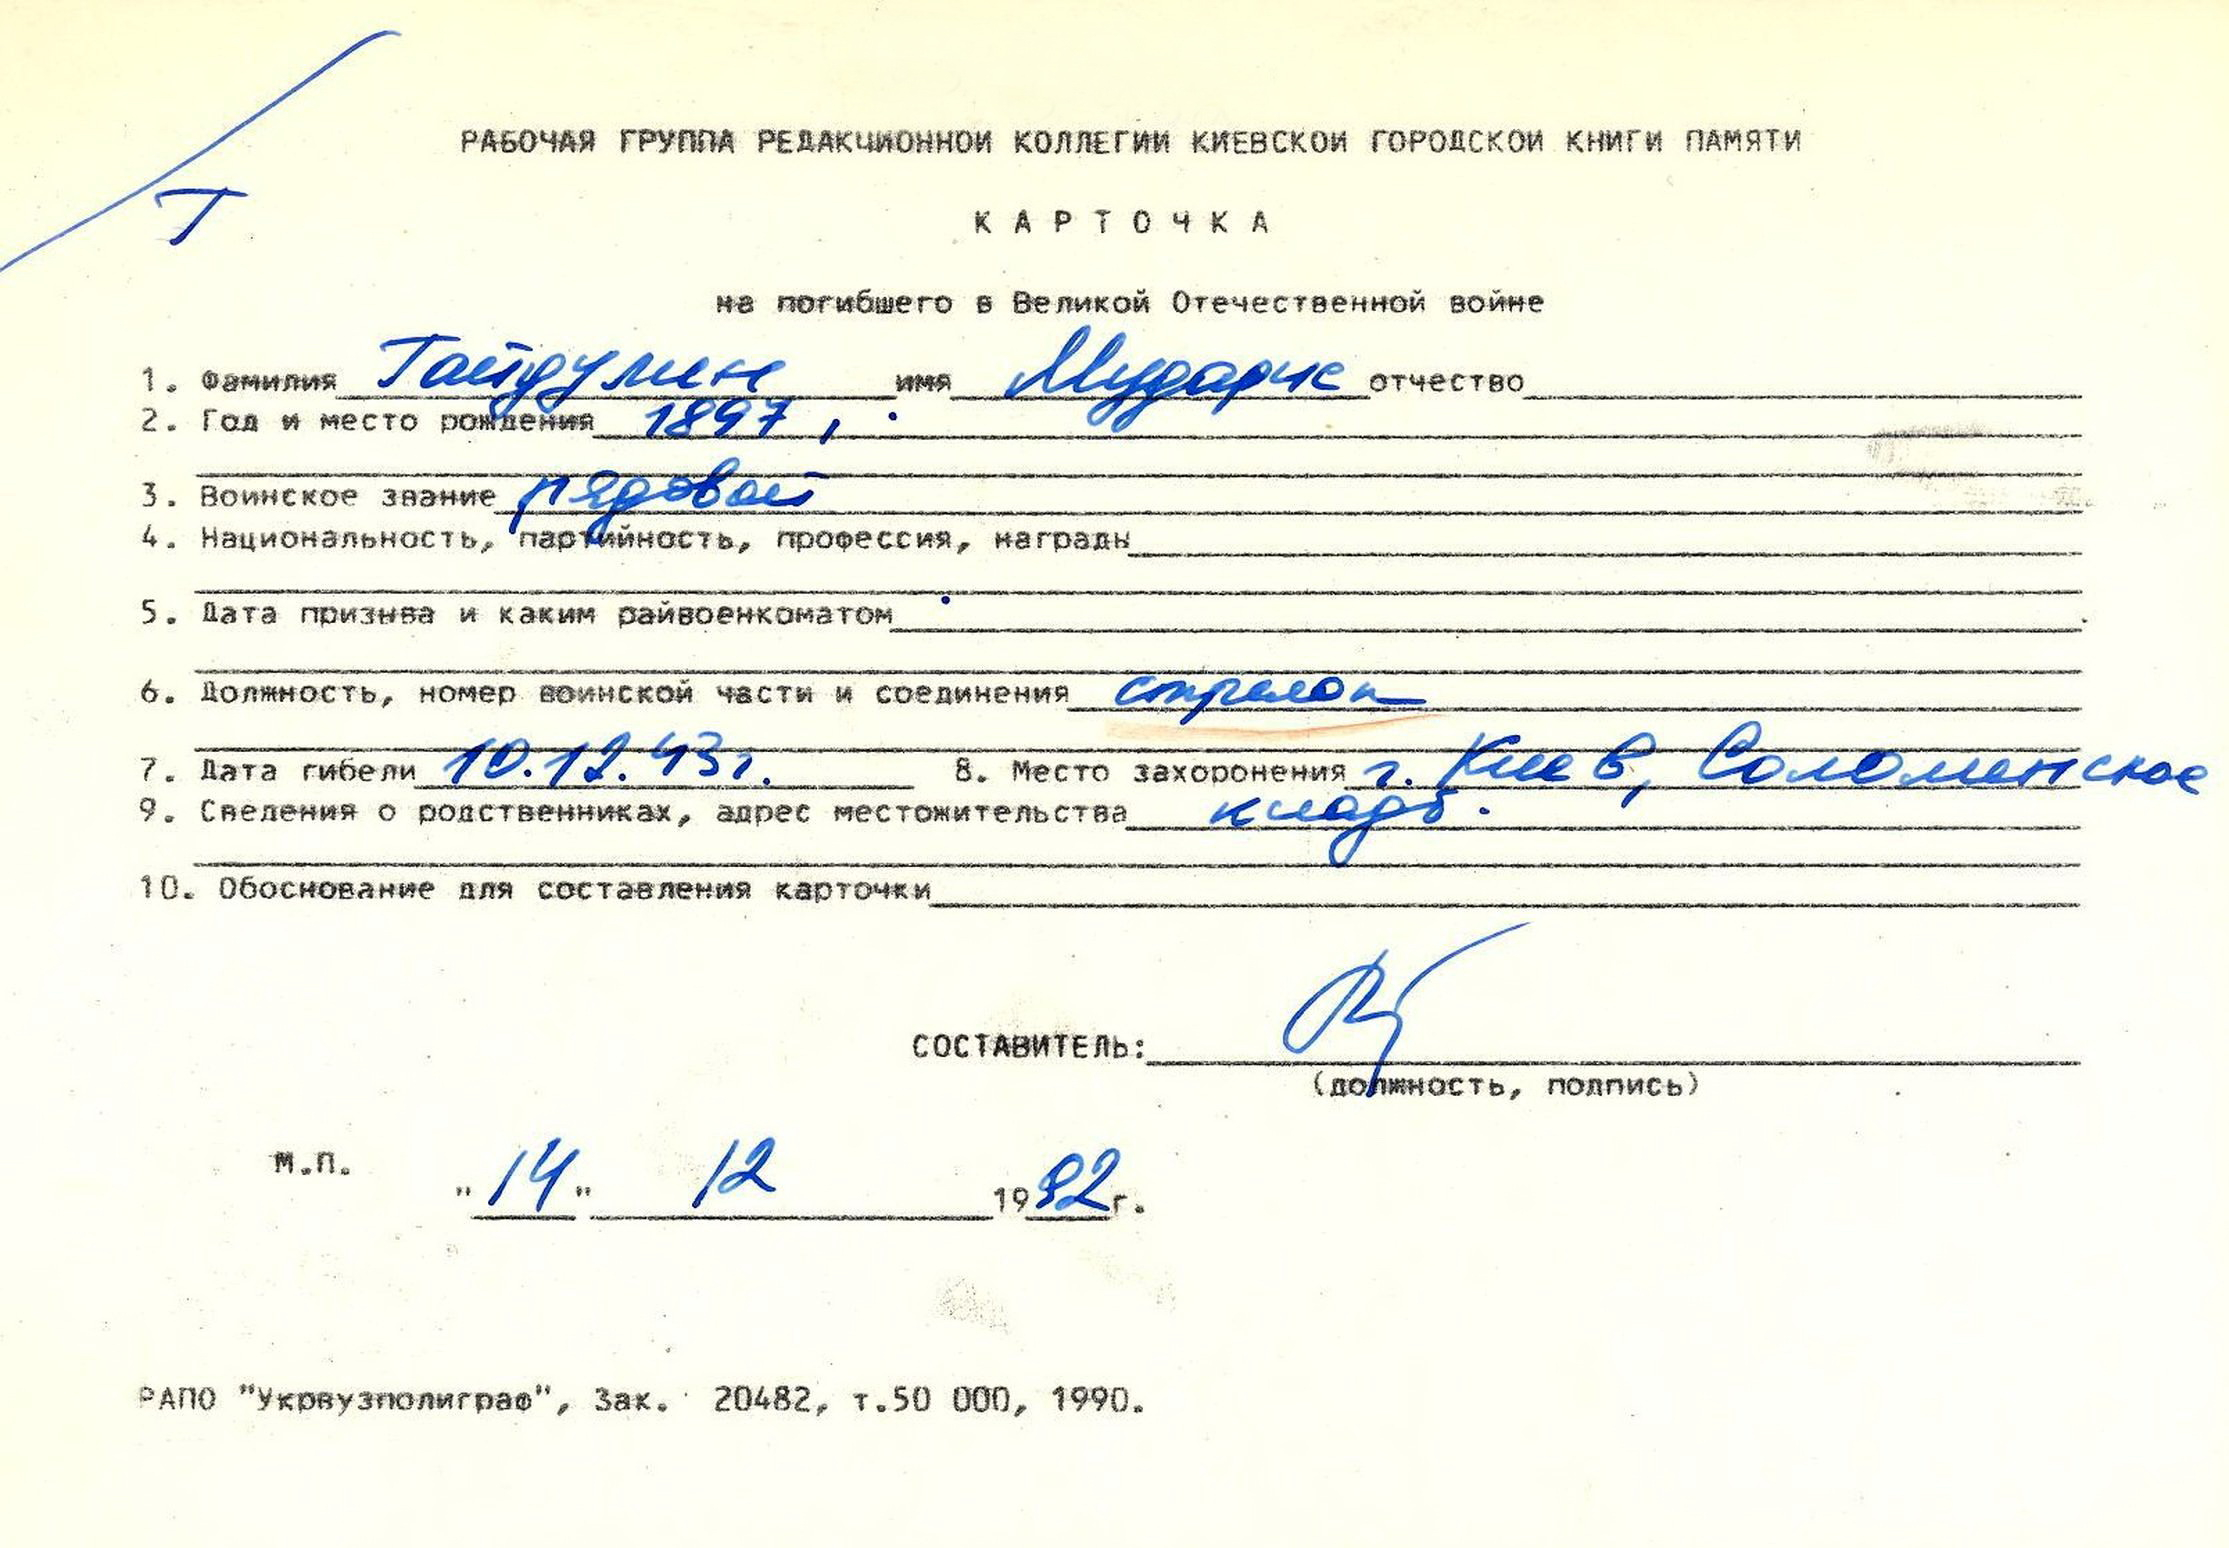 Г
РАБОЧАЯ ГРУППА РЕДАКЦИОННОЙ КОЛЛЕГИИ КИЕВСКОЙ ГОРОДСКОЙ КНИГИ ПАМЯТИ
КАРТОЧКА
на погибшего в Великой Отечественной войне
1. Фамилия Гайдулин имя Мударис отчество
2. Год и место рождения 1897,
3. Воинское звание рядовой
4. Национальность, партийность, профессия, награды
5. Дата призыва и каким райвоенкоматом
6. Должность, номер воинской части и соединения стрелок
7. Дата гибели 10.12.43г. 8. Место захоронения г. Киев, Соломенское
9. Сведения о родственниках, адрес местожительства кладб.
10. Обоснование для составления карточки
СОСТАВИТЕЛЬ:
(должность, подпись)
М.П.
"14" 12 1992г.
РАПО "Укрвузполиграф", Зак. 20482, т.50 000, 1990.